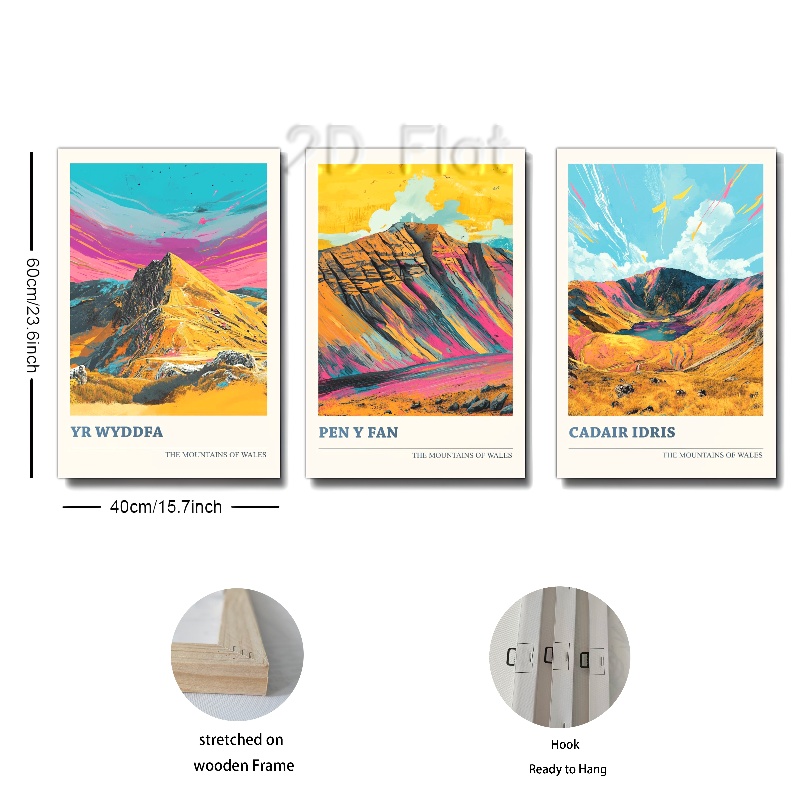 2D Flat
60cm/23.6inch
YR WYDDFA
THE MOUNTAINS OF WALES
PEN Y FAN
THE MOUNTAINS OF WALES
CADAIR IDRIS
THE MOUNTAINS OF WALES
40cm/15.7inch
stretched on
wooden Frame
Hook
Ready to Hang